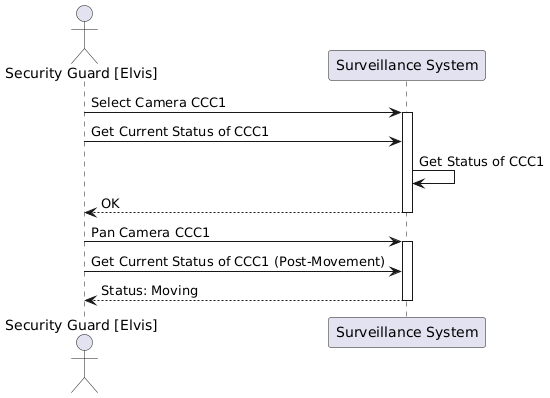 Security Guard [Elvis]
Surveillance System
Select Camera CCC1
Get Current Status of CCC1
Get Status of CCC1
OK
Pan Camera CCC1
Get Current Status of CCC1 (Post-Movement)
Status: Moving
Security Guard [Elvis]
Surveillance System